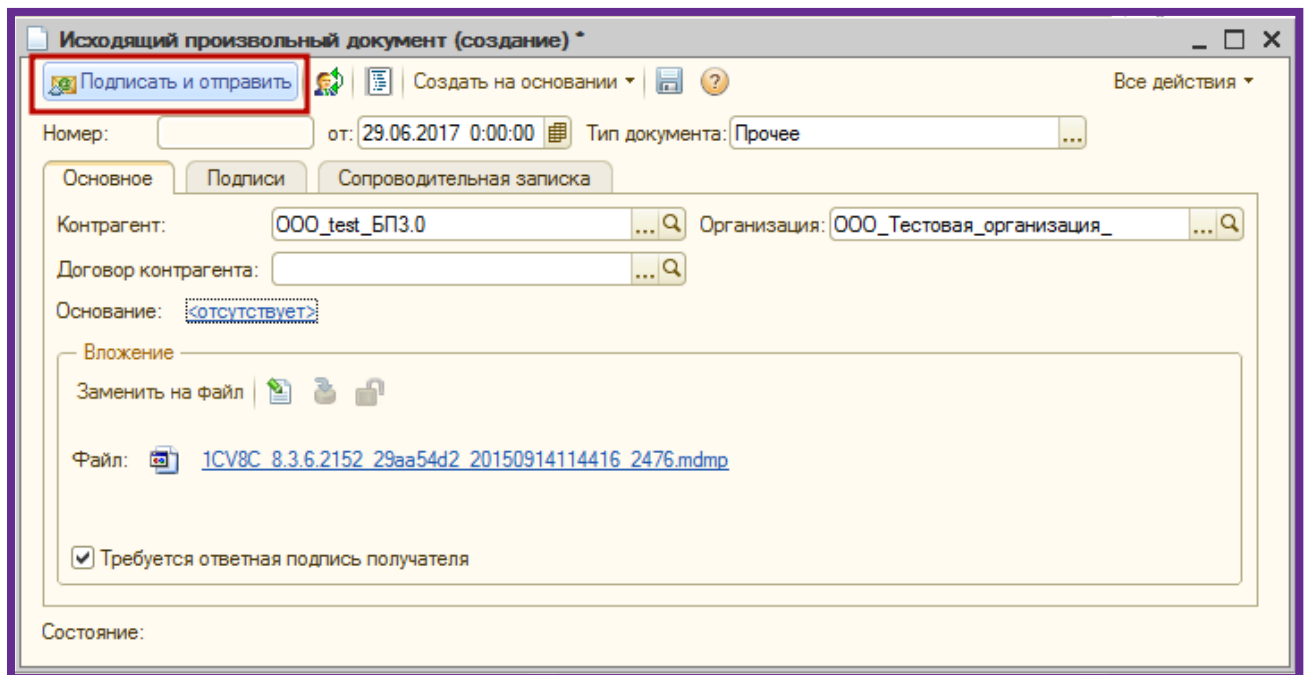 Исходящий произвольный документ (создание) *
Подписать и отправить Создать на основании Все действия
Номер: от: 29.06.2017 0:00:00 Тип документа: Прочее ...
Основное Подписи Сопроводительная записка
Контрагент: ООО_test_БП3.0 ... Организация: ООО_Тестовая_организация_ ...
Договор контрагента: ...
Основание: <отсутствует>
Вложение
Заменить на файл
Файл: 1CV8C_8.3.6.2152_29aa54d2_20150914114416_2476.mdmp
Требуется ответная подпись получателя
Состояние: